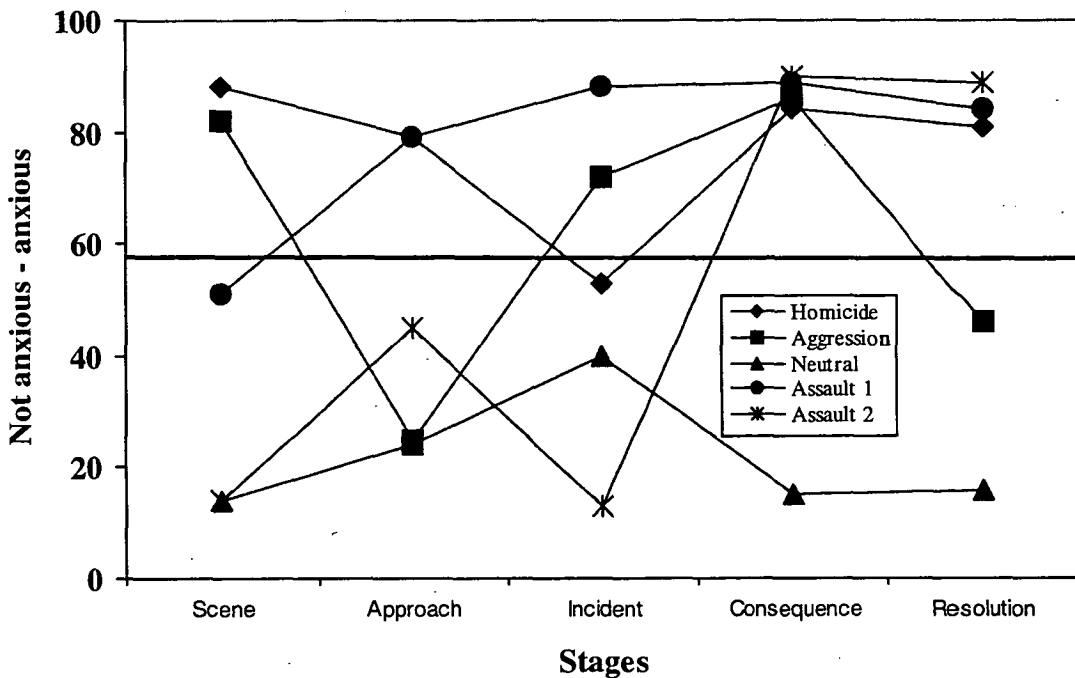 100
80
60
40
20
0
Not anxious - anxious
Homicide
Aggression
Neutral
Assault 1
Assault 2
Scene Approach Incident Consequence Resolution
Stages